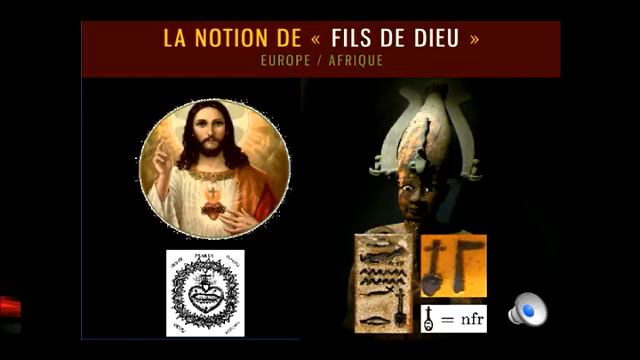 LA NOTION DE « FILS DE DIEU »
EUROPE / AFRIQUE
= nfr